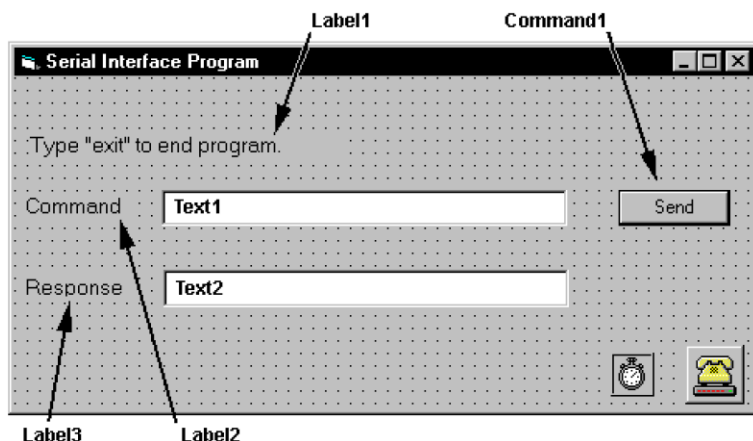 Label1 Command1
Serial Interface Program
Type "exit" to end program.
Command Text1 Send
Response Text2
Label3 Label2